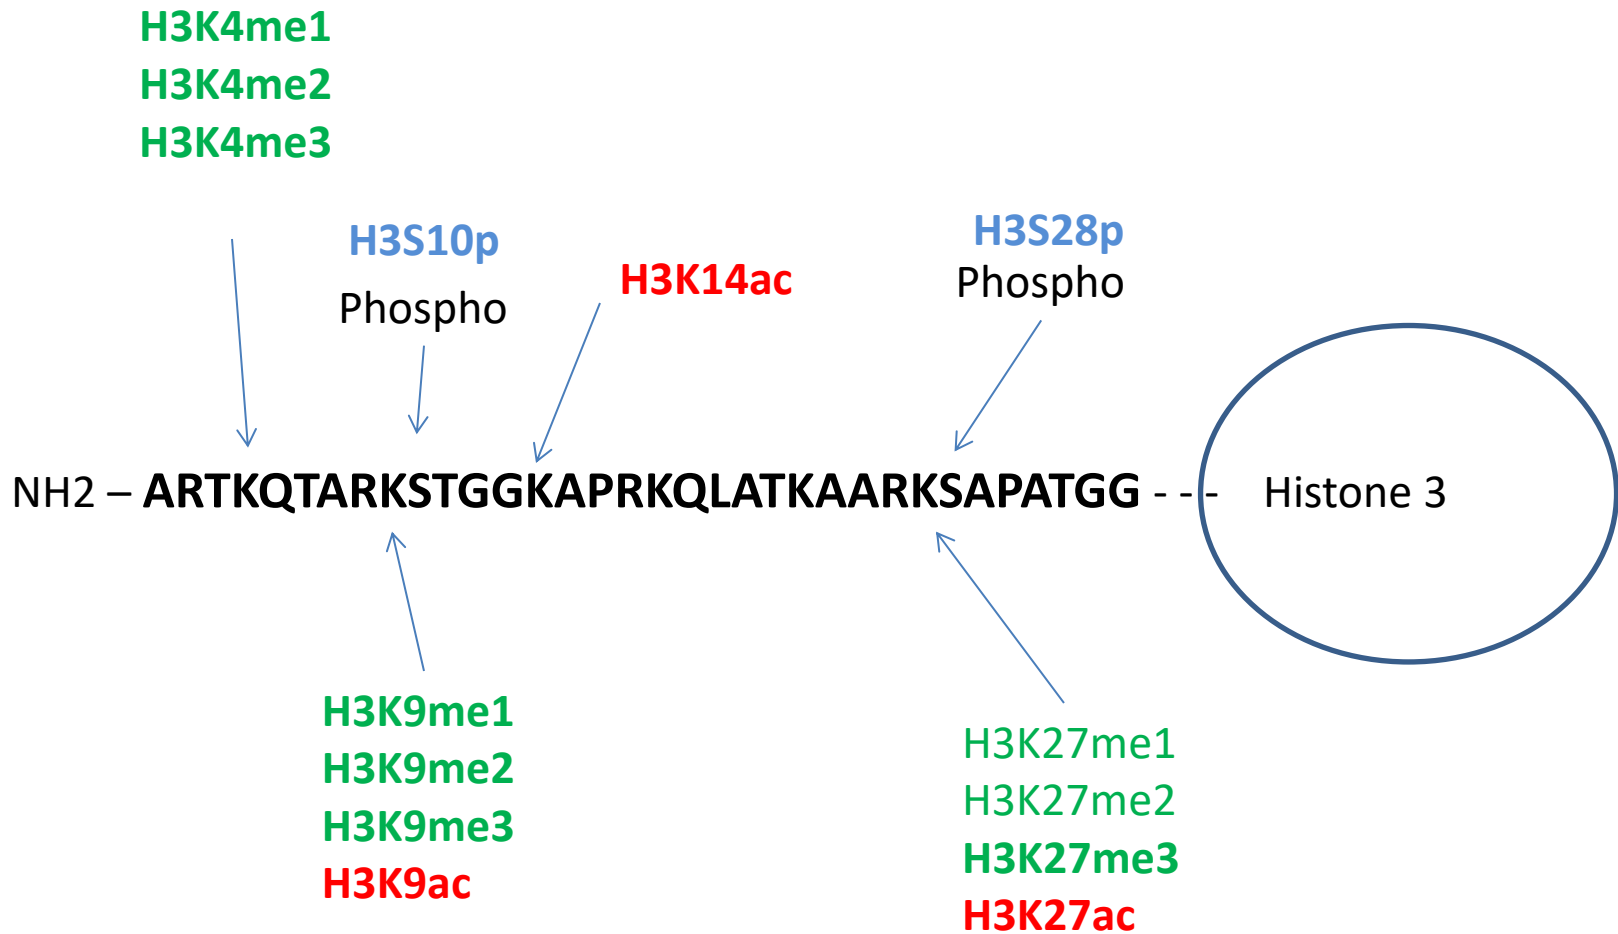 H3K4me1
H3K4me2
H3K4me3
H3S10p
Phospho
H3K14ac
H3S28p
Phospho
NH2 – ARTKQTARKSTGGKAPRKQLATKAARKSAPATGG - - - Histone 3
H3K9me1
H3K9me2
H3K9me3
H3K9ac
H3K27me1
H3K27me2
H3K27me3
H3K27ac